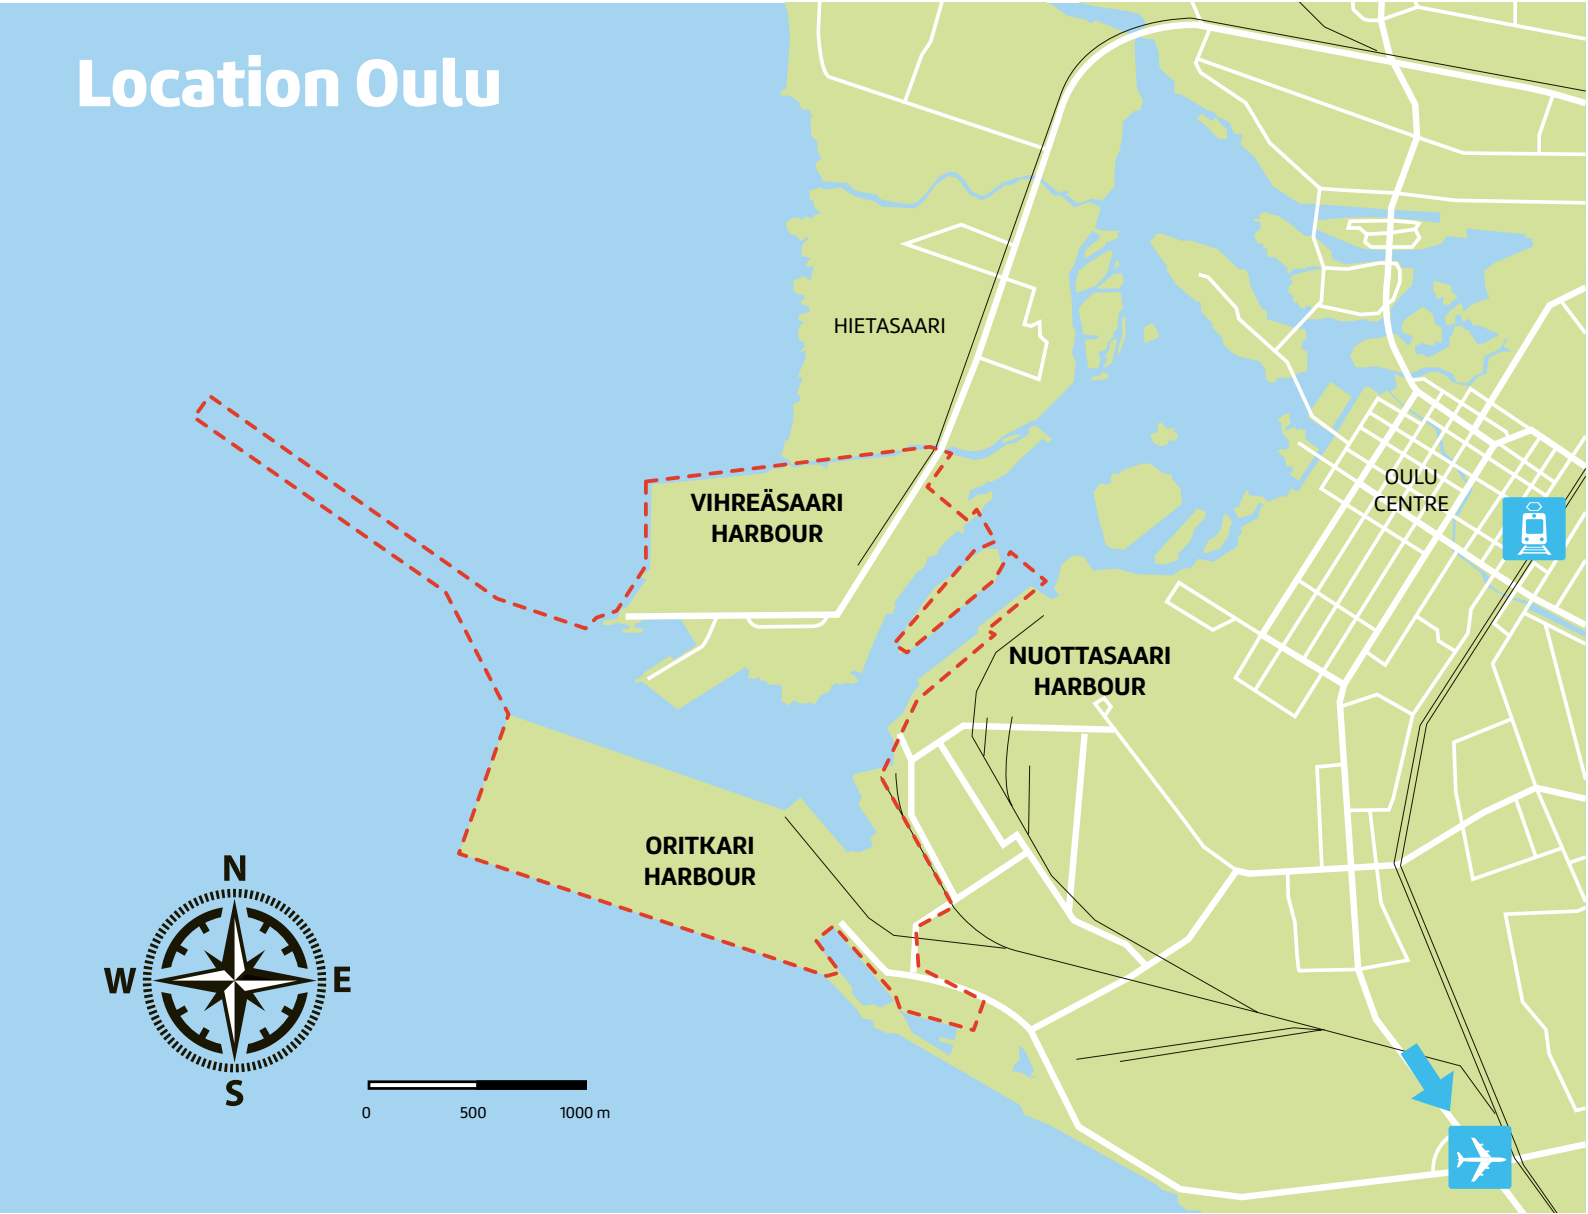 Location Oulu
HIETASAARI
VIHREÄSAARI
HARBOUR
OULU
CENTRE
NUOTTASAARI
HARBOUR
ORITKARI
HARBOUR
N
W
E
S
0 500 1000 m